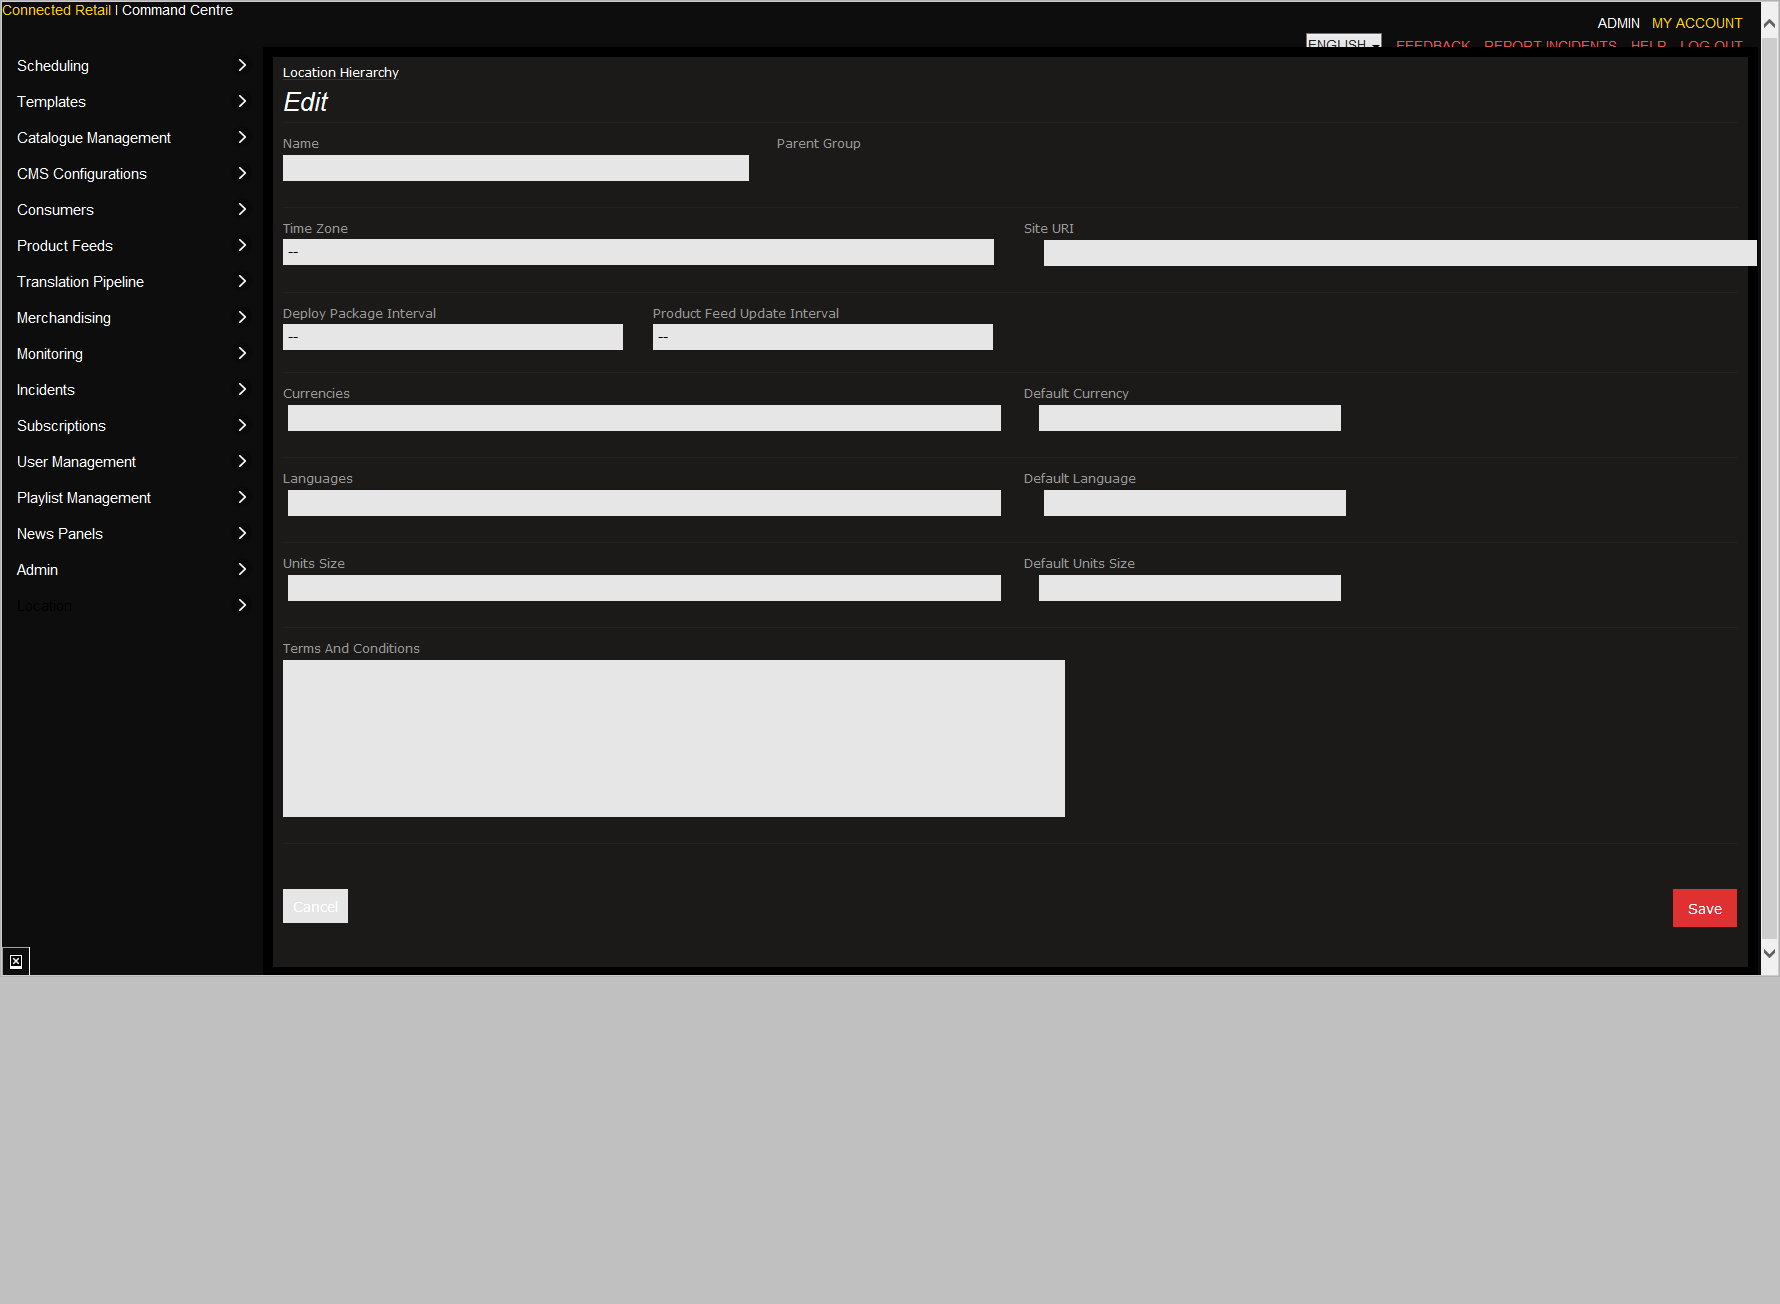 Connected Retail | Command Centre
ADMIN MY ACCOUNT
ENGLISH FEEDBACK REPORT INCIDENTS HELP LOG OUT
Scheduling
Templates
Catalogue Management
CMS Configurations
Consumers
Product Feeds
Translation Pipeline
Merchandising
Monitoring
Incidents
Subscriptions
User Management
Playlist Management
News Panels
Admin
Location
Location Hierarchy
Edit
Name Parent Group
Time Zone Site URI
--
Deploy Package Interval Product Feed Update Interval
-- --
Currencies Default Currency
Languages Default Language
Units Size Default Units Size
Terms And Conditions
Cancel Save